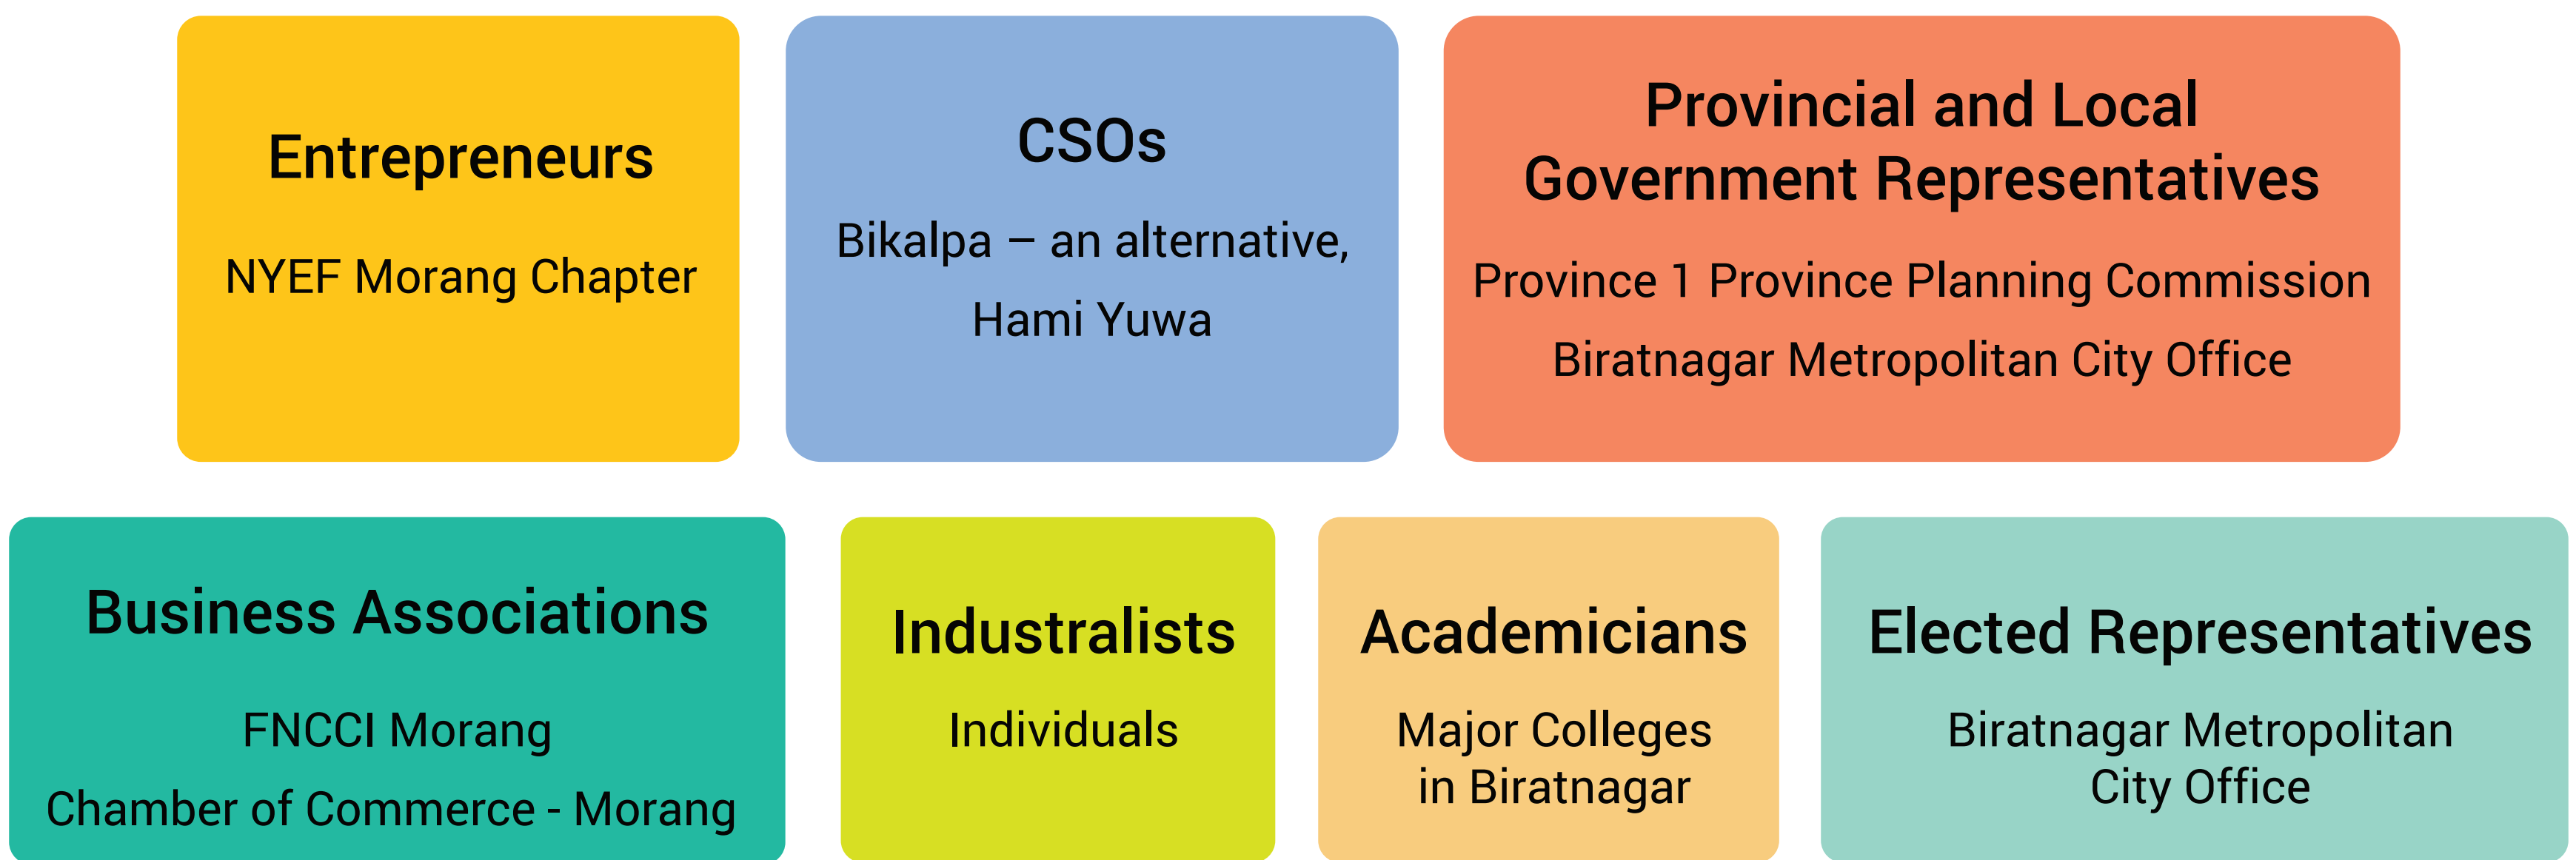 Entrepreneurs
NYEF Morang Chapter
CSOs
Bikalpa – an alternative,
Hami Yuwa
Provincial and Local
Government Representatives
Province 1 Province Planning Commission
Biratnagar Metropolitan City Office
Business Associations
FNCCI Morang
Chamber of Commerce - Morang
Industralists
Individuals
Academicians
Major Colleges
in Biratnagar
Elected Representatives
Biratnagar Metropolitan
City Office